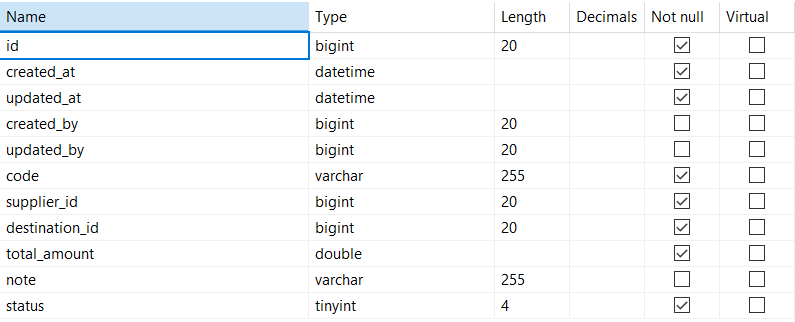 Name Type Length Decimals Not null Virtual
id bigint 20
created_at datetime
updated_at datetime
created_by bigint 20
updated_by bigint 20
code varchar 255
supplier_id bigint 20
destination_id bigint 20
total_amount double
note varchar 255
status tinyint 4